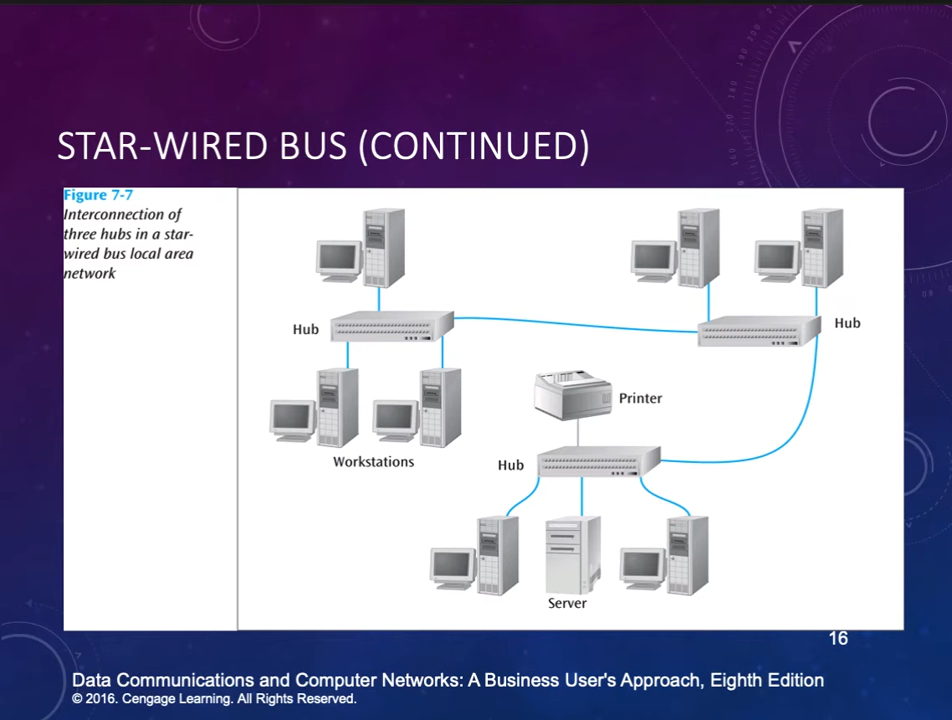 STAR-WIRED BUS (CONTINUED)
Figure 7-7
Interconnection of
three hubs in a star-
wired bus local area
network
Hub
Hub
Printer
Workstations
Hub
Server
16
Data Communications and Computer Networks: A Business User's Approach, Eighth Edition
© 2016. Cengage Learning. All Rights Reserved.